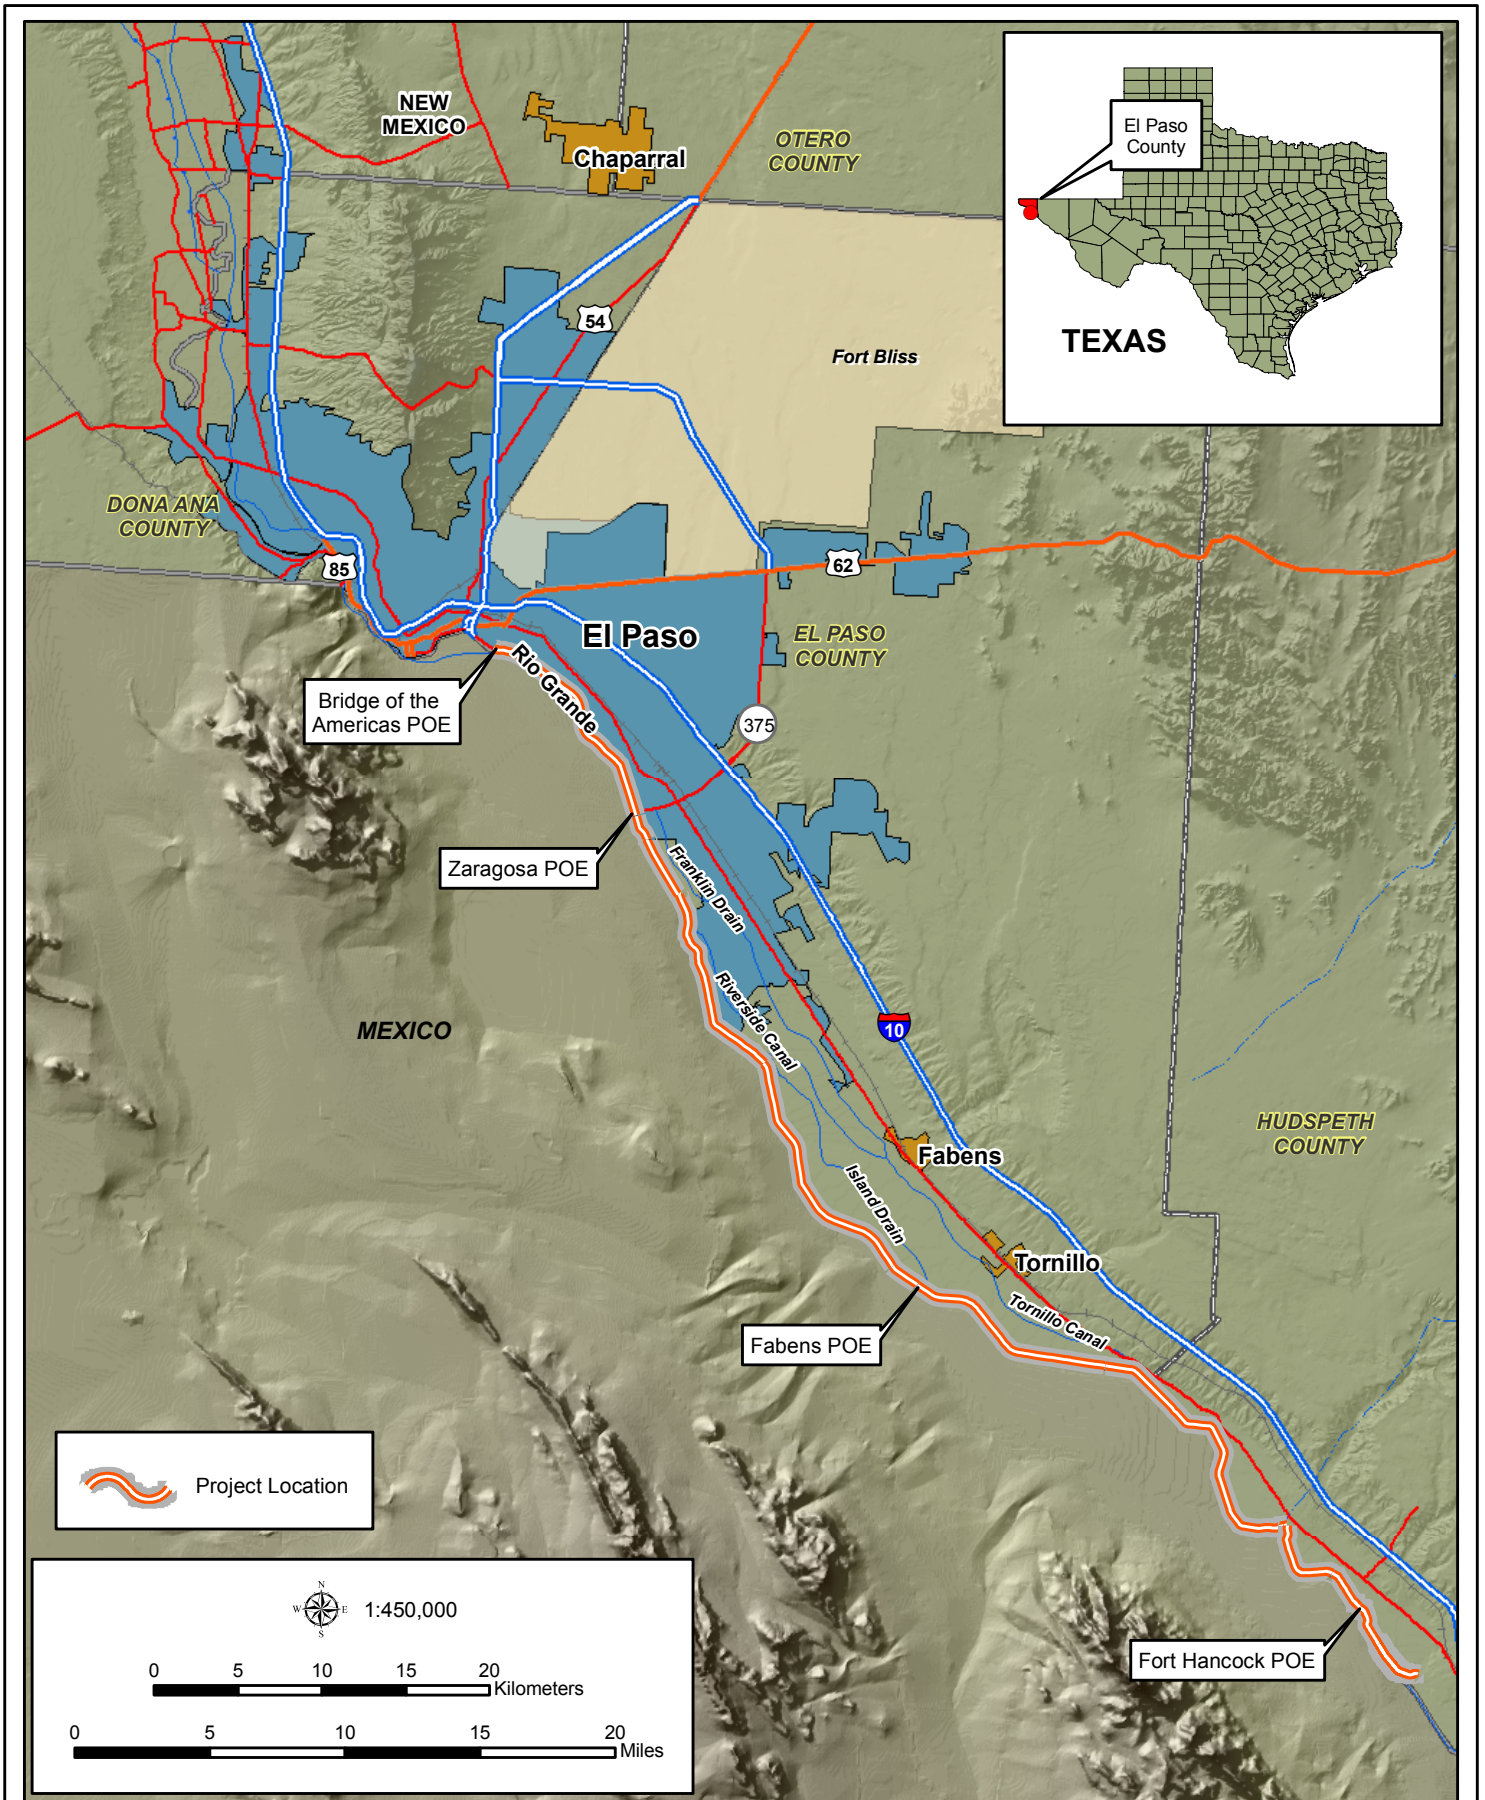 NEW
MEXICO
Chaparral
OTERO
COUNTY
El Paso
County
TEXAS
54
Fort Bliss
DONA ANA
COUNTY
85
62
El Paso
EL PASO
COUNTY
Rio Grande
Bridge of the
Americas POE
375
Zaragosa POE
Franklin Drain
Riverside Canal
MEXICO
10
HUDSPETH
COUNTY
Fabens
Island Drain
Tornillo
Tornillo Canal
Fabens POE
Project Location
Fort Hancock POE
N
W E
S
1:450,000
0 5 10 15 20
Kilometers
0 5 10 15 20
Miles